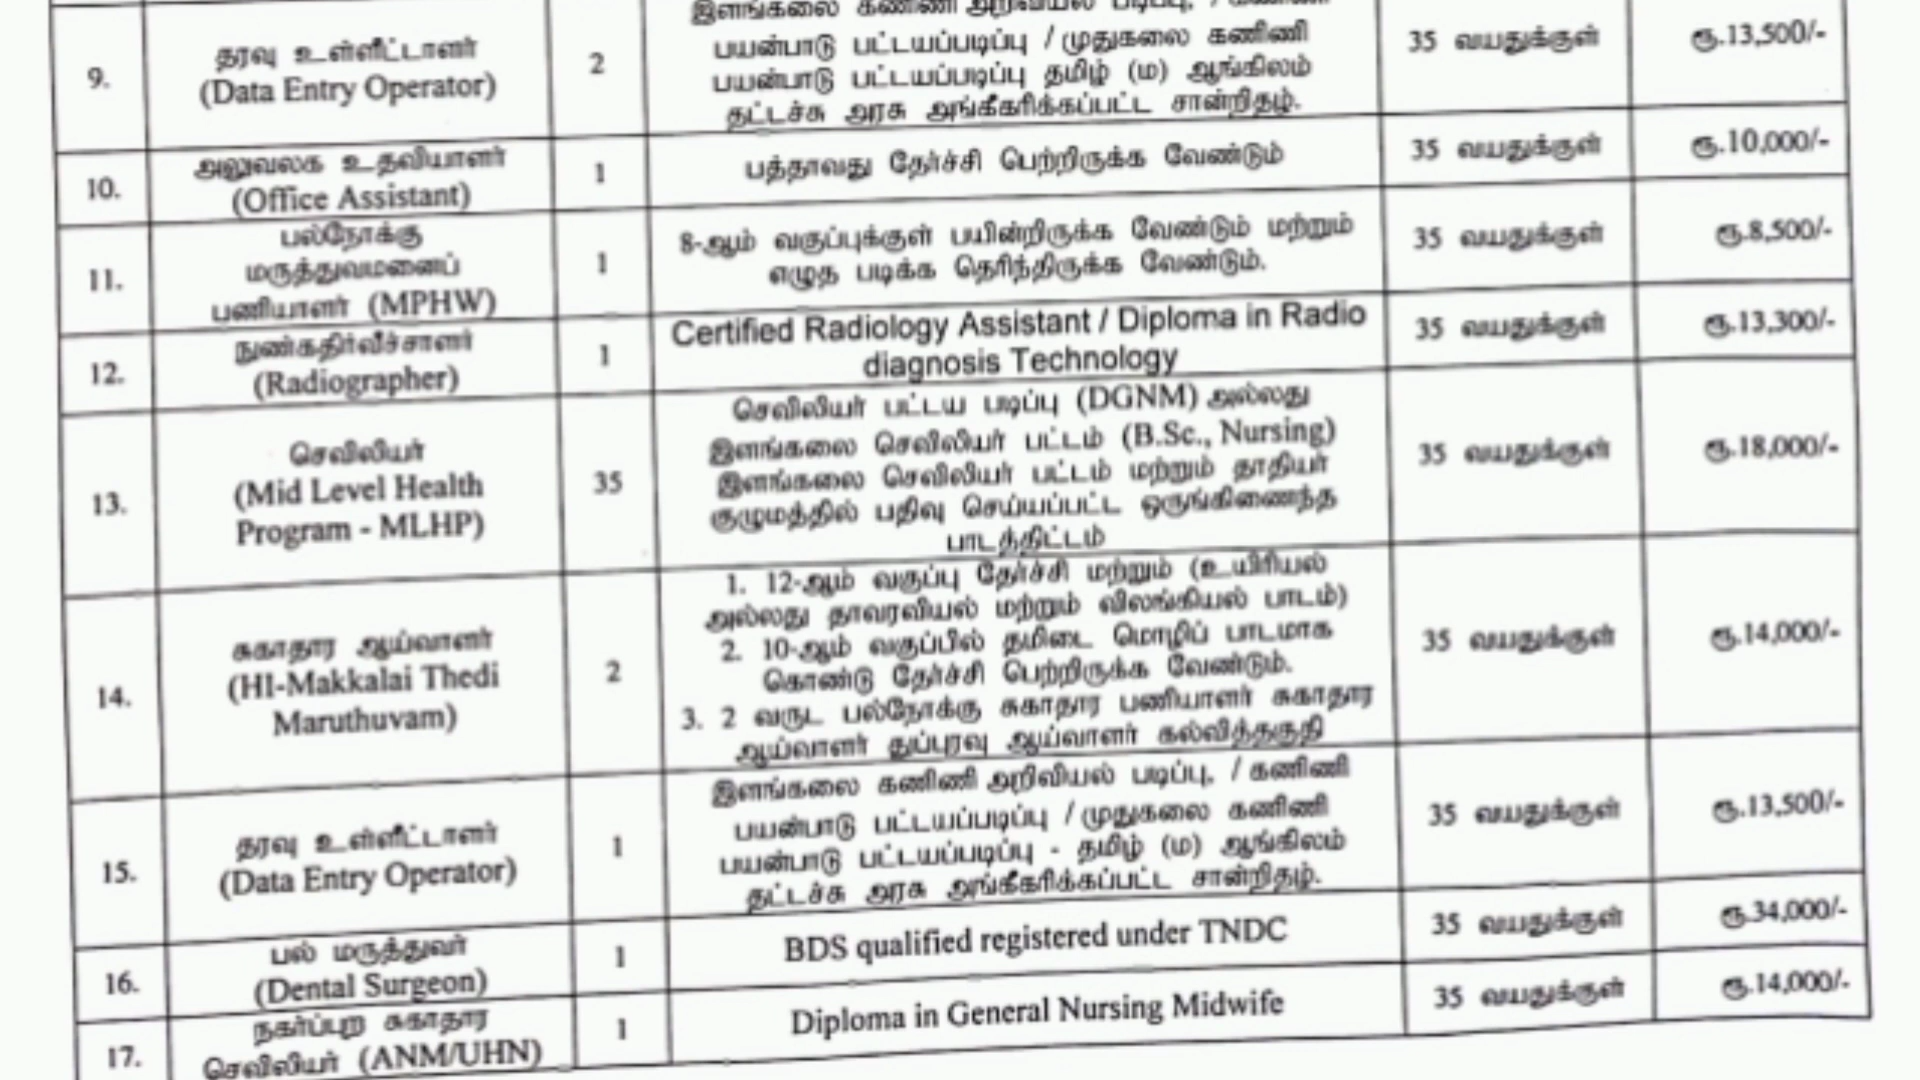 இளங்கலை கணிணி அறிவியல் படிப்பு, / கணிணி
9.
தரவு உள்ளீட்டாளர்
(Data Entry Operator)
2
பயன்பாடு பட்டயப்படிப்பு / முதுகலை கணிணி
பயன்பாடு பட்டயப்படிப்பு தமிழ் (ம) ஆங்கிலம்
தட்டச்சு அரசு அங்கீகரிக்கப்பட்ட சான்றிதழ்.
35 வயதுக்குள்
ரூ.13,500/-
10.
அலுவலக உதவியாளர்
(Office Assistant)
1
பத்தாவது தேர்ச்சி பெற்றிருக்க வேண்டும்
35 வயதுக்குள்
ரூ.10,000/-
11.
பல்நோக்கு
மருத்துவமனைப்
பணியாளர் (MPHW)
1
8-ஆம் வகுப்புக்குள் பயின்றிருக்க வேண்டும் மற்றும்
எழுத படிக்க தெரிந்திருக்க வேண்டும்.
35 வயதுக்குள்
ரூ.8,500/-
12.
நுண்கதிர்வீச்சாளர்
(Radiographer)
1
Certified Radiology Assistant / Diploma in Radio
diagnosis Technology
35 வயதுக்குள்
ரூ.13,300/-
13.
செவிலியர்
(Mid Level Health
Program - MLHP)
35
செவிலியர் பட்டய படிப்பு (DGNM) அல்லது
இளங்கலை செவிலியர் பட்டம் (B.Sc., Nursing)
இளங்கலை செவிலியர் பட்டம் மற்றும் தாதியர்
குழுமத்தில் பதிவு செய்யப்பட்ட ஒருங்கிணைந்த
பாடத்திட்டம்
35 வயதுக்குள்
ரூ.18,000/-
14.
சுகாதார ஆய்வாளர்
(HI-Makkalai Thedi
Maruthuvam)
2
1. 12-ஆம் வகுப்பு தேர்ச்சி மற்றும் (உயிரியல்
அல்லது தாவரவியல் மற்றும் விலங்கியல் பாடம்)
2. 10-ஆம் வகுப்பில் தமிடை மொழிப் பாடமாக
கொண்டு தேர்ச்சி பெற்றிருக்க வேண்டும்.
3. 2 வருட பல்நோக்கு சுகாதார பணியாளர் சுகாதார
ஆய்வாளர் துப்புரவு ஆய்வாளர் கல்வித்தகுதி
35 வயதுக்குள்
ரூ.14,000/-
15.
தரவு உள்ளீட்டாளர்
(Data Entry Operator)
1
இளங்கலை கணிணி அறிவியல் படிப்பு, / கணிணி
பயன்பாடு பட்டயப்படிப்பு / முதுகலை கணிணி
பயன்பாடு பட்டயப்படிப்பு - தமிழ் (ம) ஆங்கிலம்
தட்டச்சு அரசு அங்கீகரிக்கப்பட்ட சான்றிதழ்.
35 வயதுக்குள்
ரூ.13,500/-
16.
பல் மருத்துவர்
(Dental Surgeon)
1
BDS qualified registered under TNDC
35 வயதுக்குள்
ரூ.34,000/-
17.
நகர்ப்புற சுகாதார
செவிலியர் (ANM/UHN)
1
Diploma in General Nursing Midwife
35 வயதுக்குள்
ரூ.14,000/-